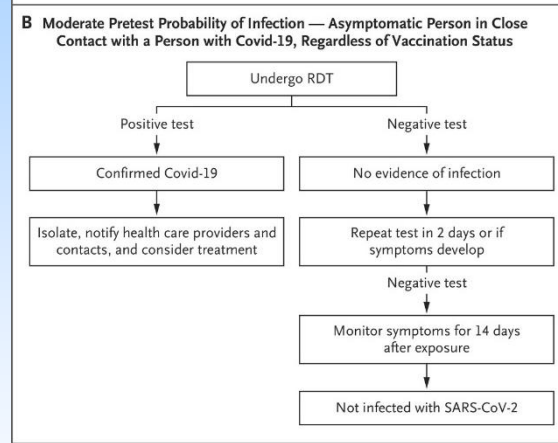 B Moderate Pretest Probability of Infection — Asymptomatic Person in Close
Contact with a Person with Covid-19, Regardless of Vaccination Status
Undergo RDT
Positive test
Negative test
Confirmed Covid-19
No evidence of infection
Isolate, notify health care providers and
contacts, and consider treatment
Repeat test in 2 days or if
symptoms develop
Negative test
Monitor symptoms for 14 days
after exposure
Not infected with SARS-CoV-2